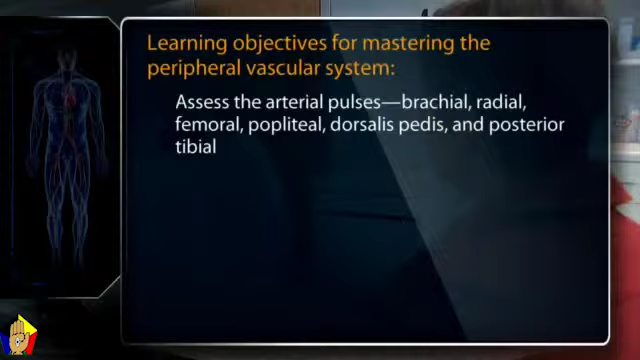 Learning objectives for mastering the
peripheral vascular system:
Assess the arterial pulses—brachial, radial,
femoral, popliteal, dorsalis pedis, and posterior
tibial